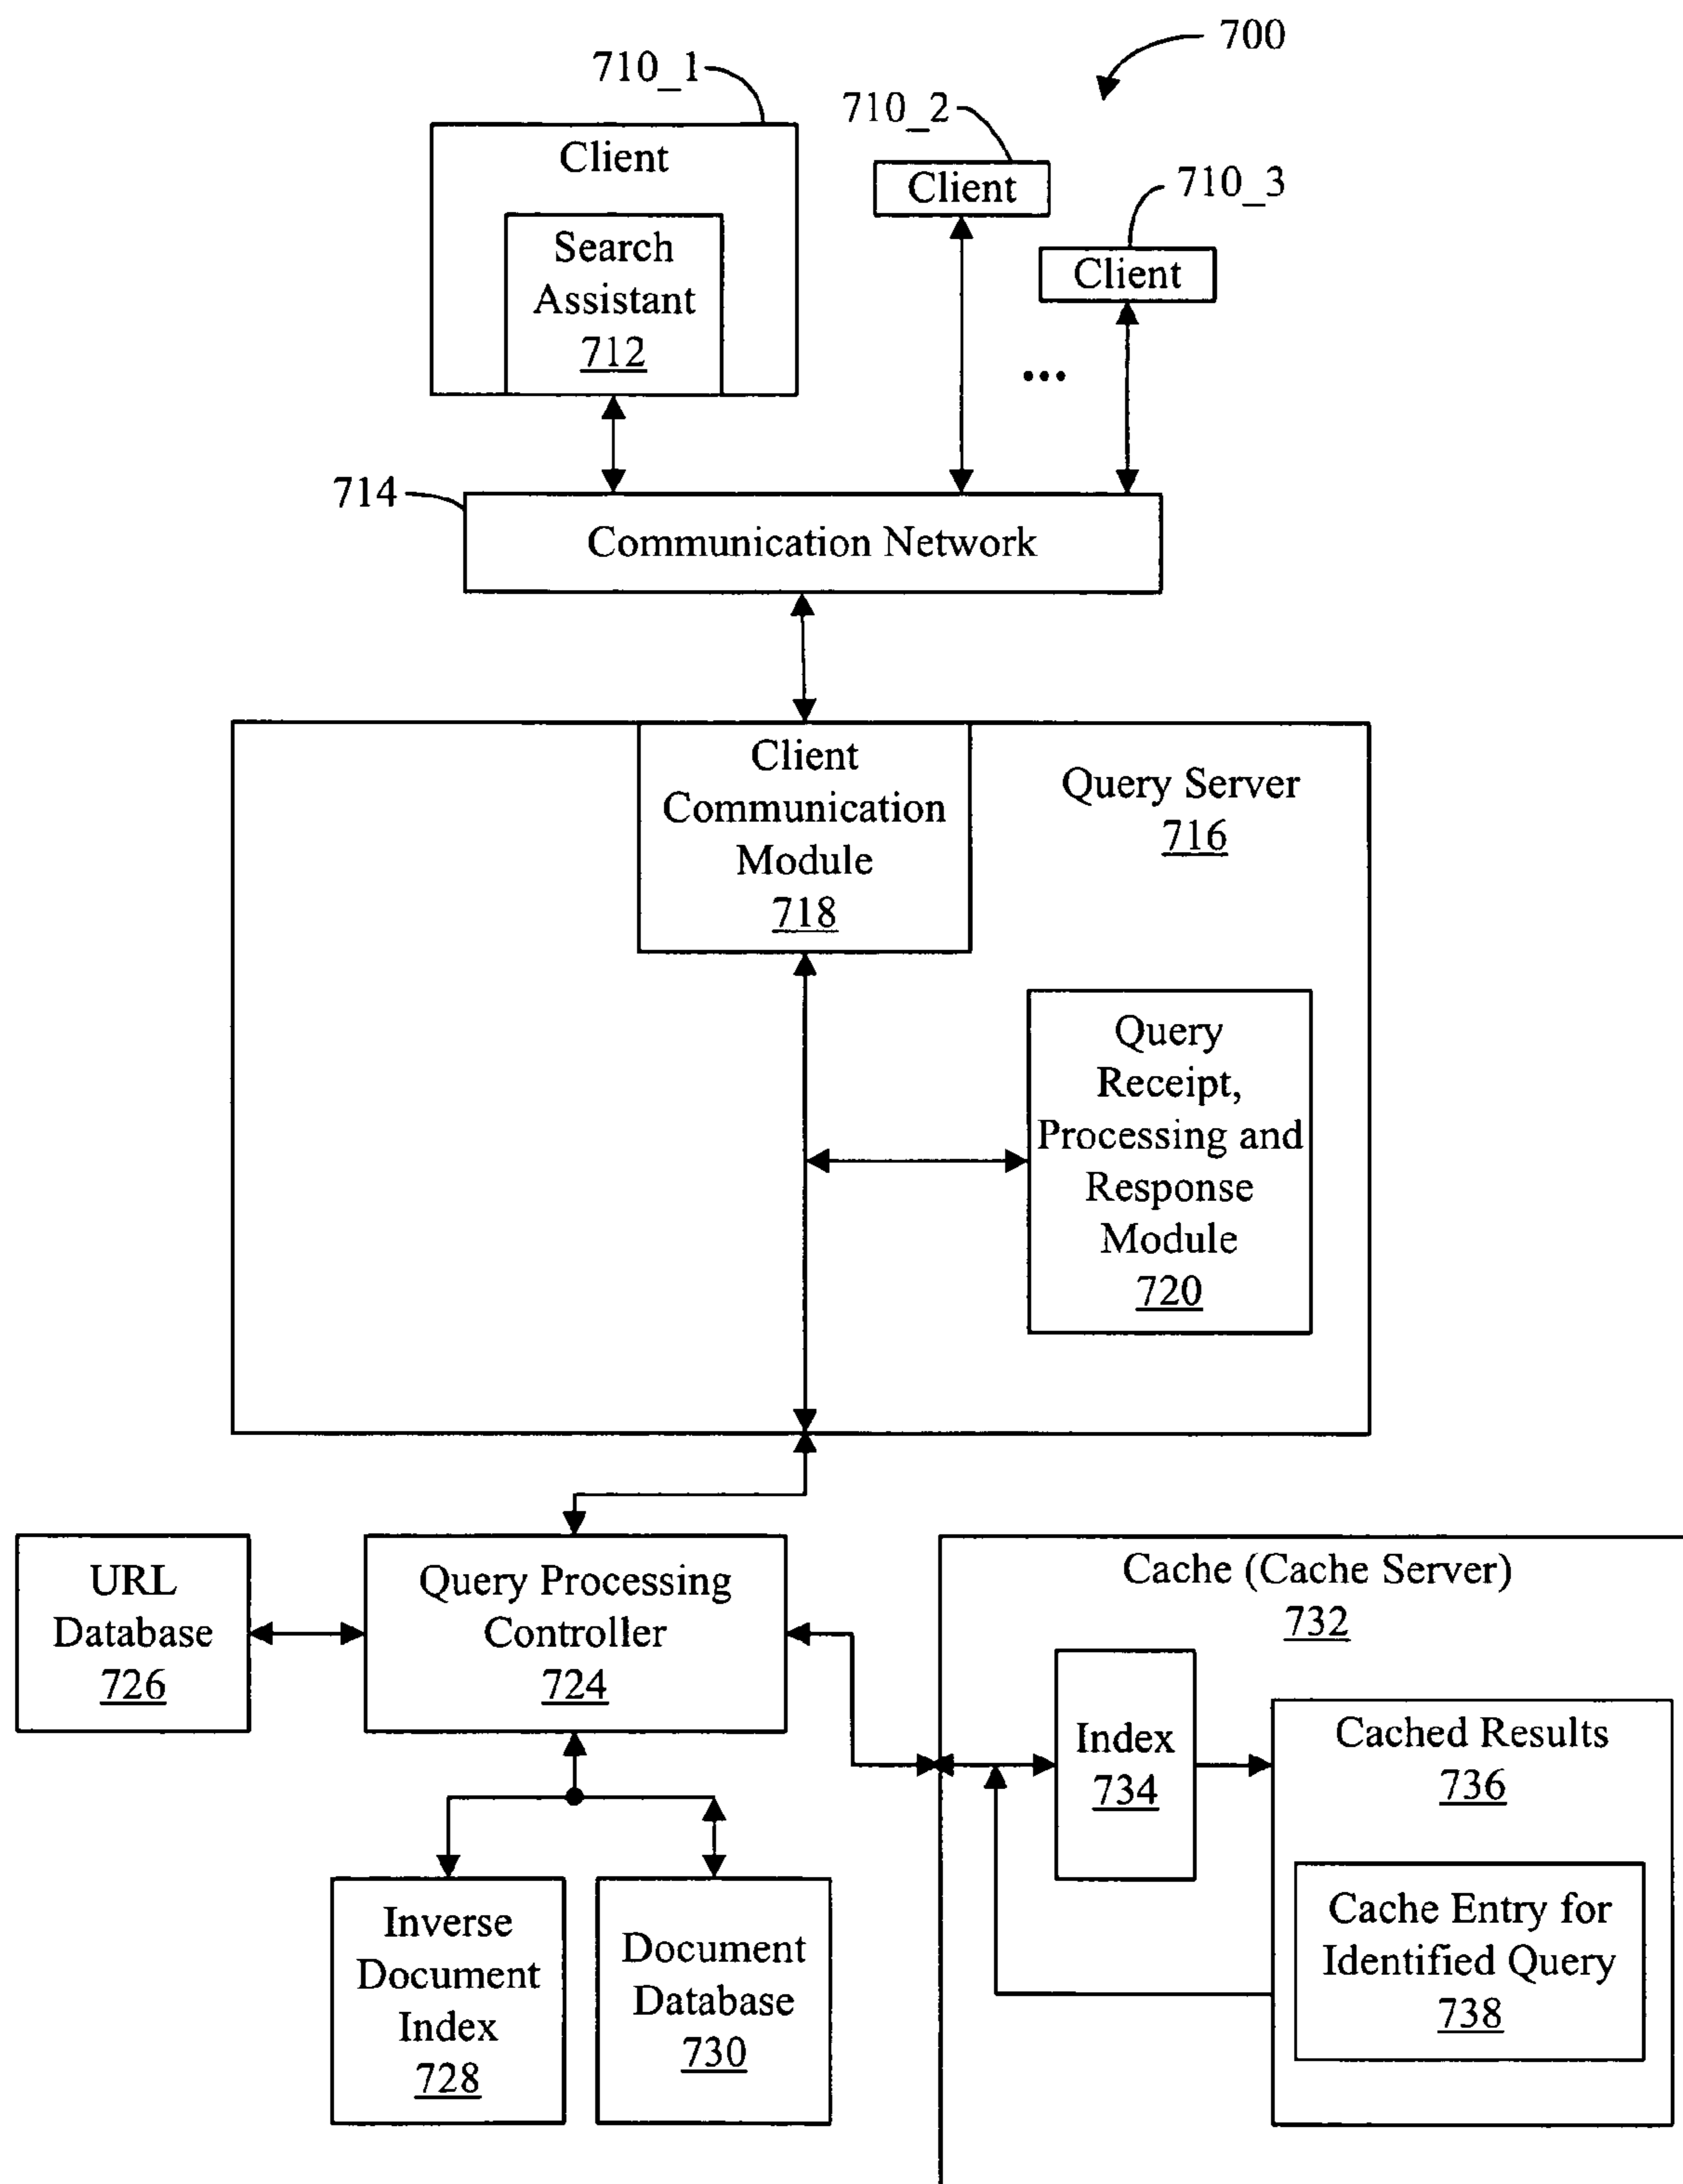 700
710_1
710_2
710_3
Client
Client
Client
Search
Assistant
712
714
Communication Network
Client
Communication
Module
718
Query Server
716
Query
Receipt,
Processing and
Response
Module
720
URL
Database
726
Query Processing
Controller
724
Cache (Cache Server)
732
Index
734
Cached Results
736
Cache Entry for
Identified Query
738
Inverse
Document
Index
728
Document
Database
730